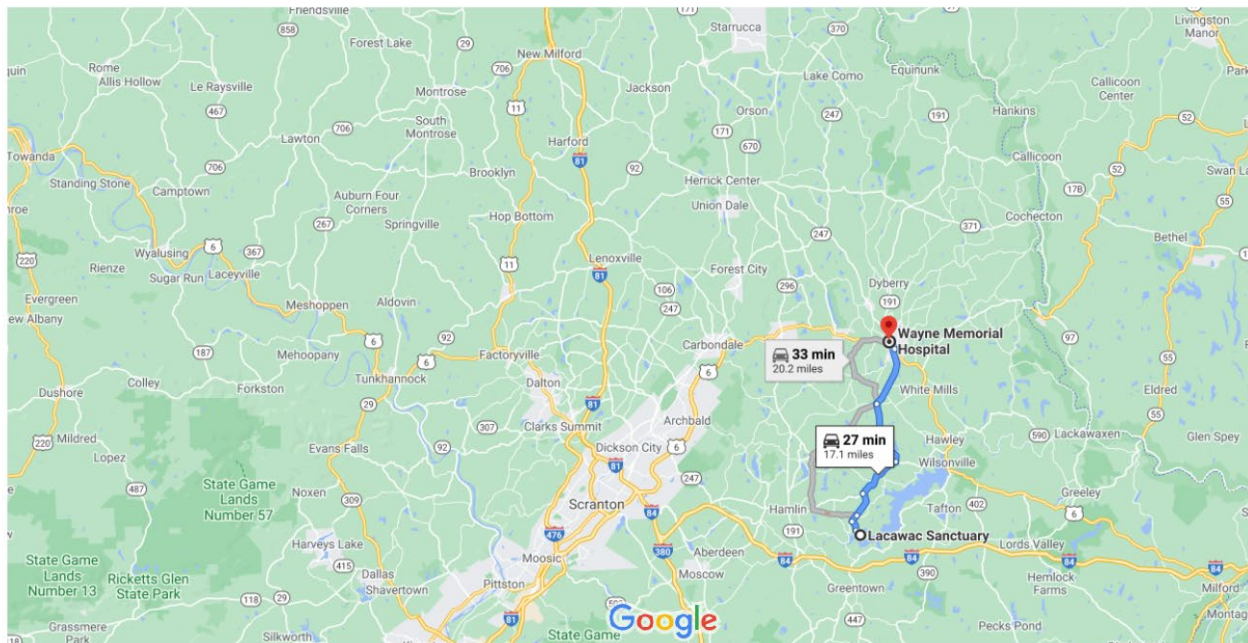 171
Friendsville
Starrucca
858
29
370
Livingston
Manor
Forest Lake
New Milford
Rome
706
Lake Como
Equinunk
Allis Hollow
Le Raysville
Montrose
Jackson
Callicoon
Center
11
Orson
247
191
Hankins
467
South
Montrose
171
52
706
Harford
670
Lawton
81
Towanda
Callicoon
Standing Stone
706
Brooklyn
92
Herrick Center
52
Swan La
Camptown
Auburn Four
Corners
17B
Springville
Hop Bottom
Union Dale
55
267
Cochecton
371
Wyalusing
6
247
Bethel
220
367
Lenoxville
Rienze
Sugar Run
Laceyville
11
81
Forest City
296
Dyberry
106
191
Evergreen
Meshoppen
Aldovin
247
New Albany
Wayne Memorial
Hospital
92
Carbondale
97
6
33 min
20.2 miles
187
Mehoopany
Factoryville
6
55
6
Colley
Tunkhannock
Dalton
White Mills
Forkston
Eldred
Dushore
29
81
Archbald
307
Clarks Summit
55
220
Mildred
Evans Falls
92
Dickson City
27 min
17.1 miles
Hawley
590
Lackawaxen
Glen Spey
6
Lopez
81
Wilsonville
487
State Game
Lands
Number 57
Noxen
247
309
Scranton
Hamlin
402
Greeley
84
Tafton
6
191
476
Lacawac Sanctuary
Harveys Lake
Moosic
380
Aberdeen
Lords Valley
State Game
Lands
Number 13
415
84
84
84
84
Ricketts Glen
State Park
Dallas
Moscow
390
Shavertown
Pittston
Greentown
Hemlock
Farms
Milford
118
29
Montag
Grassmere
Park
81
Google
447
Silkworth
State Game
Pecks Pond